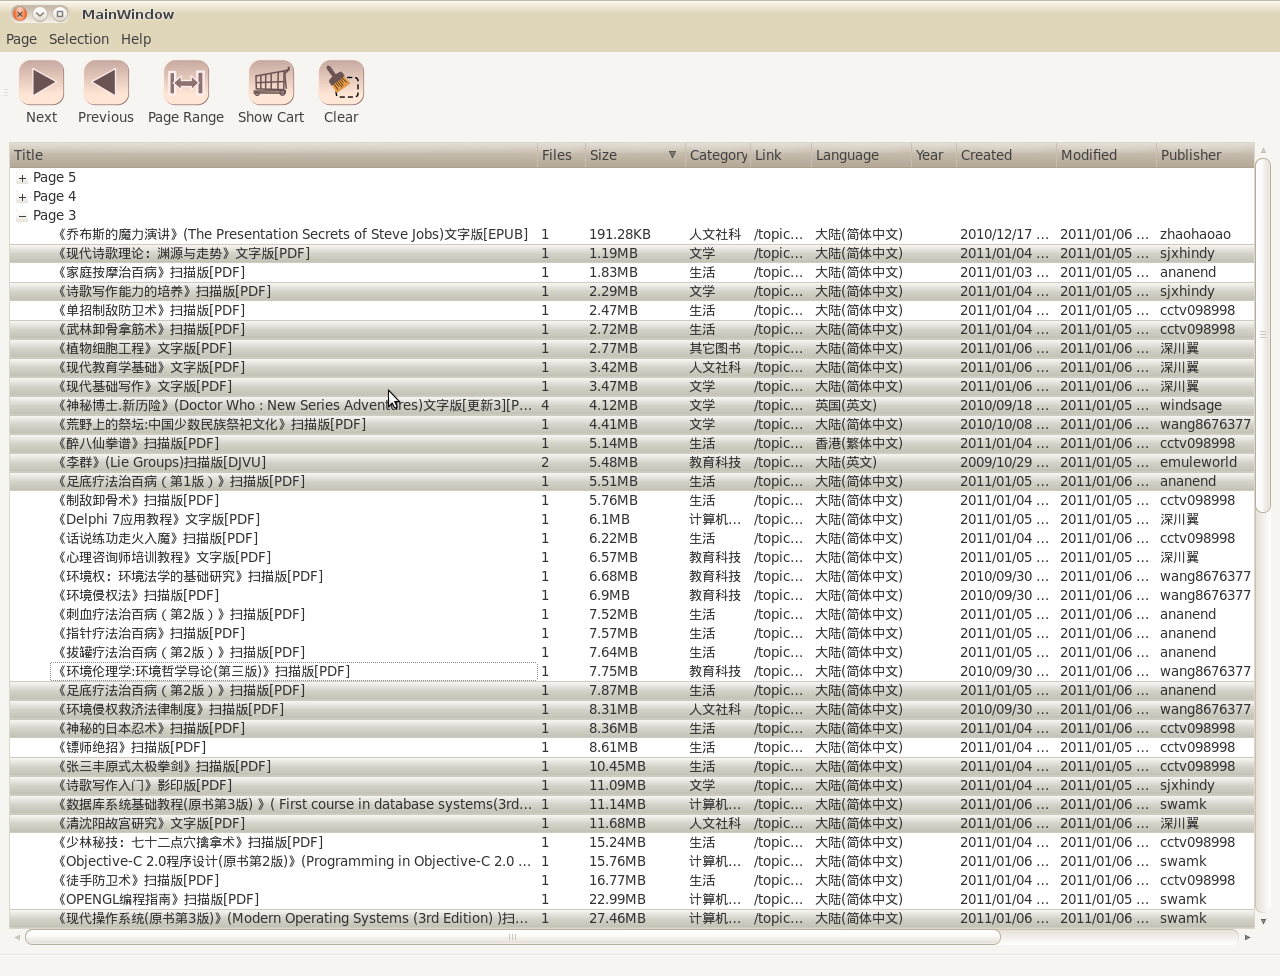 MainWindow
Page Selection Help
Next Previous Page Range Show Cart Clear
Title Files Size Category Link Language Year Created Modified Publisher
Page 5
Page 4
Page 3
《乔布斯的魔力演讲》(The Presentation Secrets of Steve Jobs)文字版[EPUB] 1 191.28KB 人文社科 /topic... 大陆(简体中文) 2010/12/17 ... 2011/01/06 ... zhaohaoao
《现代诗歌理论：渊源与走势》文字版[PDF] 1 1.19MB 文学 /topic... 大陆(简体中文) 2011/01/04 ... 2011/01/05 ... sjxhindy
《家庭按摩治百病》扫描版[PDF] 1 1.83MB 生活 /topic... 大陆(简体中文) 2011/01/03 ... 2011/01/05 ... ananend
《诗歌写作能力的培养》扫描版[PDF] 1 2.29MB 文学 /topic... 大陆(简体中文) 2011/01/04 ... 2011/01/05 ... sjxhindy
《单招制敌防卫术》扫描版[PDF] 1 2.47MB 生活 /topic... 大陆(简体中文) 2011/01/04 ... 2011/01/05 ... cctv098998
《武林卸骨拿筋术》扫描版[PDF] 1 2.72MB 生活 /topic... 大陆(简体中文) 2011/01/04 ... 2011/01/05 ... cctv098998
《植物细胞工程》文字版[PDF] 1 2.77MB 其它图书 /topic... 大陆(简体中文) 2011/01/06 ... 2011/01/06 ... 深川翼
《现代教育学基础》文字版[PDF] 1 3.42MB 人文社科 /topic... 大陆(简体中文) 2011/01/06 ... 2011/01/06 ... 深川翼
《现代基础写作》文字版[PDF] 1 3.47MB 文学 /topic... 大陆(简体中文) 2011/01/06 ... 2011/01/06 ... 深川翼
《神秘博士.新历险》(Doctor Who : New Series Adventures)文字版[更新3][P... 4 4.12MB 文学 /topic... 英国(英文) 2010/09/18 ... 2011/01/05 ... windsage
《荒野上的祭坛:中国少数民族祭祀文化》扫描版[PDF] 1 4.41MB 文学 /topic... 大陆(简体中文) 2010/10/08 ... 2011/01/06 ... wang8676377
《醉八仙拳谱》扫描版[PDF] 1 5.14MB 生活 /topic... 香港(繁体中文) 2011/01/04 ... 2011/01/06 ... cctv098998
《李群》(Lie Groups)扫描版[DJVU] 2 5.48MB 教育科技 /topic... 大陆(英文) 2009/10/29 ... 2011/01/05 ... emuleworld
《足底疗法治百病（第1版）》扫描版[PDF] 1 5.51MB 生活 /topic... 大陆(简体中文) 2011/01/05 ... 2011/01/05 ... ananend
《制敌卸骨术》扫描版[PDF] 1 5.76MB 生活 /topic... 大陆(简体中文) 2011/01/04 ... 2011/01/05 ... cctv098998
《Delphi 7应用教程》文字版[PDF] 1 6.1MB 计算机... /topic... 大陆(简体中文) 2011/01/05 ... 2011/01/05 ... 深川翼
《话说练功走火入魔》扫描版[PDF] 1 6.22MB 生活 /topic... 大陆(简体中文) 2011/01/04 ... 2011/01/06 ... cctv098998
《心理咨询师培训教程》文字版[PDF] 1 6.57MB 教育科技 /topic... 大陆(简体中文) 2011/01/05 ... 2011/01/05 ... 深川翼
《环境权：环境法学的基础研究》扫描版[PDF] 1 6.68MB 教育科技 /topic... 大陆(简体中文) 2010/09/30 ... 2011/01/06 ... wang8676377
《环境侵权法》扫描版[PDF] 1 6.9MB 教育科技 /topic... 大陆(简体中文) 2010/09/30 ... 2011/01/06 ... wang8676377
《刺血疗法治百病（第2版）》扫描版[PDF] 1 7.52MB 生活 /topic... 大陆(简体中文) 2011/01/05 ... 2011/01/06 ... ananend
《指针疗法治百病》扫描版[PDF] 1 7.57MB 生活 /topic... 大陆(简体中文) 2011/01/05 ... 2011/01/06 ... ananend
《拔罐疗法治百病（第2版）》扫描版[PDF] 1 7.64MB 生活 /topic... 大陆(简体中文) 2011/01/05 ... 2011/01/06 ... ananend
《环境伦理学:环境哲学导论(第三版)》扫描版[PDF] 1 7.75MB 教育科技 /topic... 大陆(简体中文) 2010/09/30 ... 2011/01/06 ... wang8676377
《足底疗法治百病（第2版）》扫描版[PDF] 1 7.87MB 生活 /topic... 大陆(简体中文) 2011/01/05 ... 2011/01/06 ... ananend
《环境侵权救济法律制度》扫描版[PDF] 1 8.31MB 人文社科 /topic... 大陆(简体中文) 2010/09/30 ... 2011/01/06 ... wang8676377
《神秘的日本忍术》扫描版[PDF] 1 8.36MB 生活 /topic... 大陆(简体中文) 2011/01/04 ... 2011/01/06 ... cctv098998
《镖师绝招》扫描版[PDF] 1 8.61MB 生活 /topic... 大陆(简体中文) 2011/01/04 ... 2011/01/05 ... cctv098998
《张三丰原式太极拳剑》扫描版[PDF] 1 10.45MB 生活 /topic... 大陆(简体中文) 2011/01/04 ... 2011/01/05 ... cctv098998
《诗歌写作入门》影印版[PDF] 1 11.09MB 文学 /topic... 大陆(简体中文) 2011/01/04 ... 2011/01/05 ... sjxhindy
《数据库系统基础教程(原书第3版) 》( First course in database systems(3rd... 1 11.14MB 计算机... /topic... 大陆(简体中文) 2011/01/06 ... 2011/01/06 ... swamk
《清沈阳故宫研究》文字版[PDF] 1 11.68MB 人文社科 /topic... 大陆(简体中文) 2011/01/06 ... 2011/01/05 ... 深川翼
《少林秘技：七十二点穴擒拿术》扫描版[PDF] 1 15.24MB 生活 /topic... 大陆(简体中文) 2011/01/04 ... 2011/01/06 ... cctv098998
《Objective-C 2.0程序设计(原书第2版)》(Programming in Objective-C 2.0 ... 1 15.76MB 计算机... /topic... 大陆(简体中文) 2011/01/06 ... 2011/01/06 ... swamk
《徒手防卫术》扫描版[PDF] 1 16.77MB 生活 /topic... 大陆(简体中文) 2011/01/04 ... 2011/01/06 ... cctv098998
《OPENGL编程指南》扫描版[PDF] 1 22.99MB 计算机... /topic... 大陆(简体中文) 2011/01/04 ... 2011/01/05 ... swamk
《现代操作系统(原书第3版)》(Modern Operating Systems (3rd Edition) )扫... 1 27.46MB 计算机... /topic... 大陆(简体中文) 2011/01/06 ... 2011/01/06 ... swamk